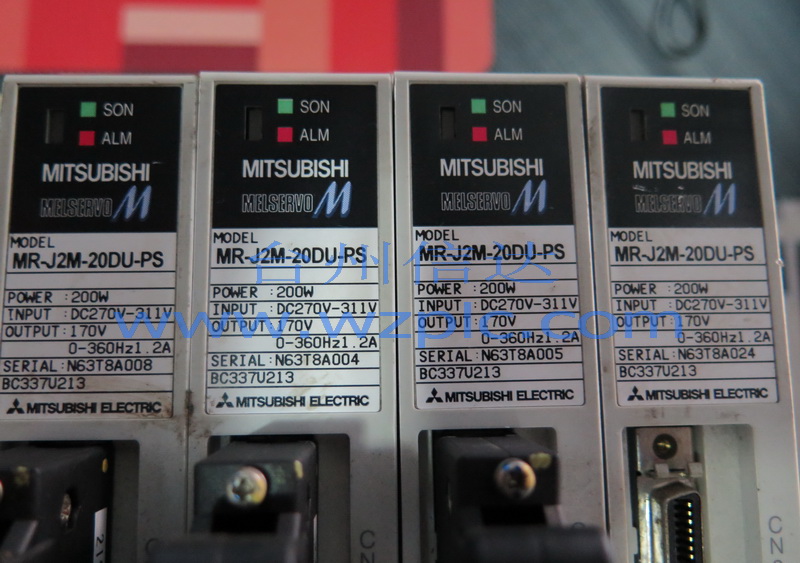 SON
ALM
MITSUBISHI
MELSERVO M
MODEL
MR-J2M-20DU-PS
POWER :200W
INPUT :DC270V-311V
OUTPUT:170V
0-360Hz1.2A
SERIAL:N63T8A008
BC337U213
MITSUBISHI ELECTRIC
SON
ALM
MITSUBISHI
MELSERVO M
MODEL
MR-J2M-20DU-PS
POWER :200W
INPUT :DC270V-311V
OUTPUT:170V
0-360Hz1.2A
SERIAL:N63T8A004
BC337U213
MITSUBISHI ELECTRIC
CN
SON
ALM
MITSUBISHI
MELSERVO M
MODEL
MR-J2M-20DU-PS
POWER :200W
INPUT :DC270V-311V
OUTPUT:170V
0-360Hz1.2A
SERIAL:N63T8A005
BC337U213
MITSUBISHI ELECTRIC
CN
SON
ALM
MITSUBISHI
MELSERVO M
MODEL
MR-J2M-20DU-PS
POWER :200W
INPUT :DC270V-311V
OUTPUT:170V
0-360Hz1.2A
SERIAL:N63T8A024
BC337U213
MITSUBISHI ELECTRIC
CN
台州信达
www.wzplc.com